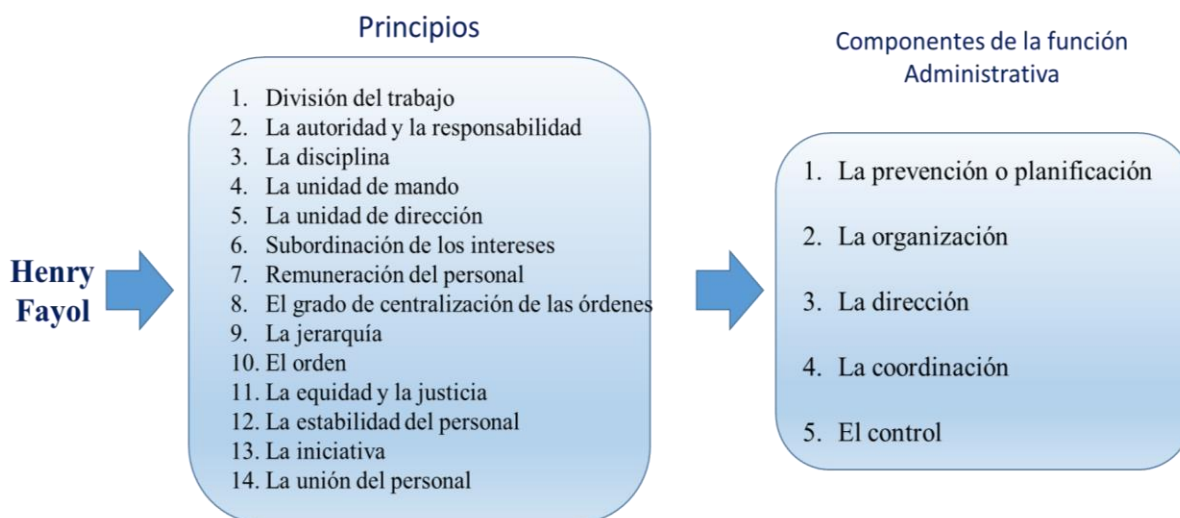 Principios
Componentes de la función
Administrativa
Henry
Fayol
1. División del trabajo
2. La autoridad y la responsabilidad
3. La disciplina
4. La unidad de mando
5. La unidad de dirección
6. Subordinación de los intereses
7. Remuneración del personal
8. El grado de centralización de las órdenes
9. La jerarquía
10. El orden
11. La equidad y la justicia
12. La estabilidad del personal
13. La iniciativa
14. La unión del personal
1. La prevención o planificación
2. La organización
3. La dirección
4. La coordinación
5. El control